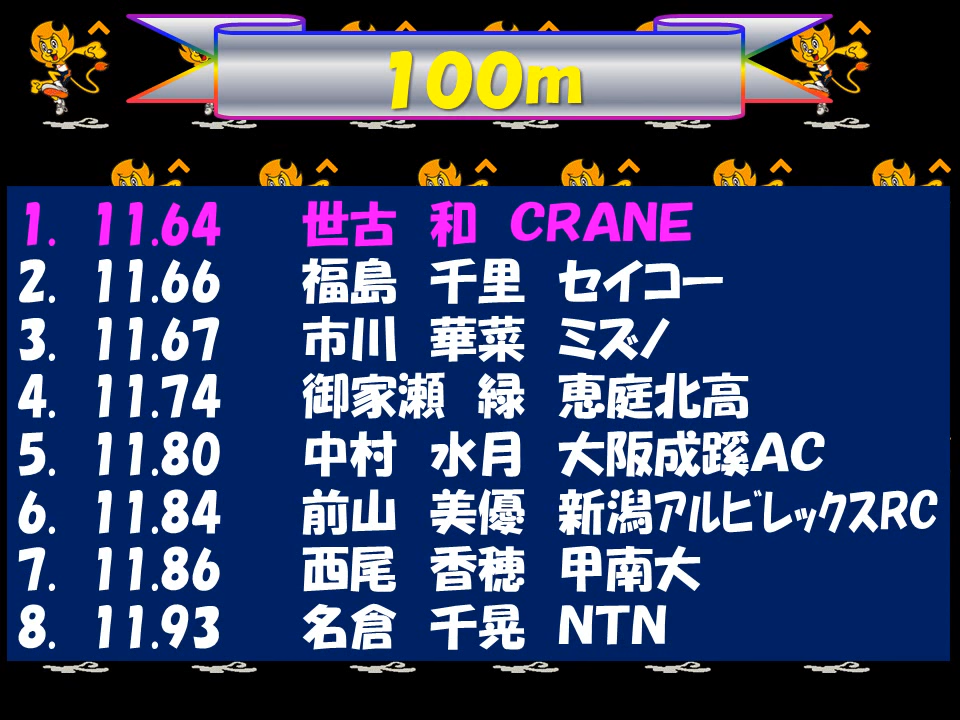 100m
1. 11.64 世古 和 CRANE
2. 11.66 福島 千里 セイコー
3. 11.67 市川 華菜 ミズノ
4. 11.74 御家瀬 緑 恵庭北高
5. 11.80 中村 水月 大阪成蹊AC
6. 11.84 前山 美優 新潟アルビレックスRC
7. 11.86 西尾 香穂 甲南大
8. 11.93 名倉 千晃 NTN